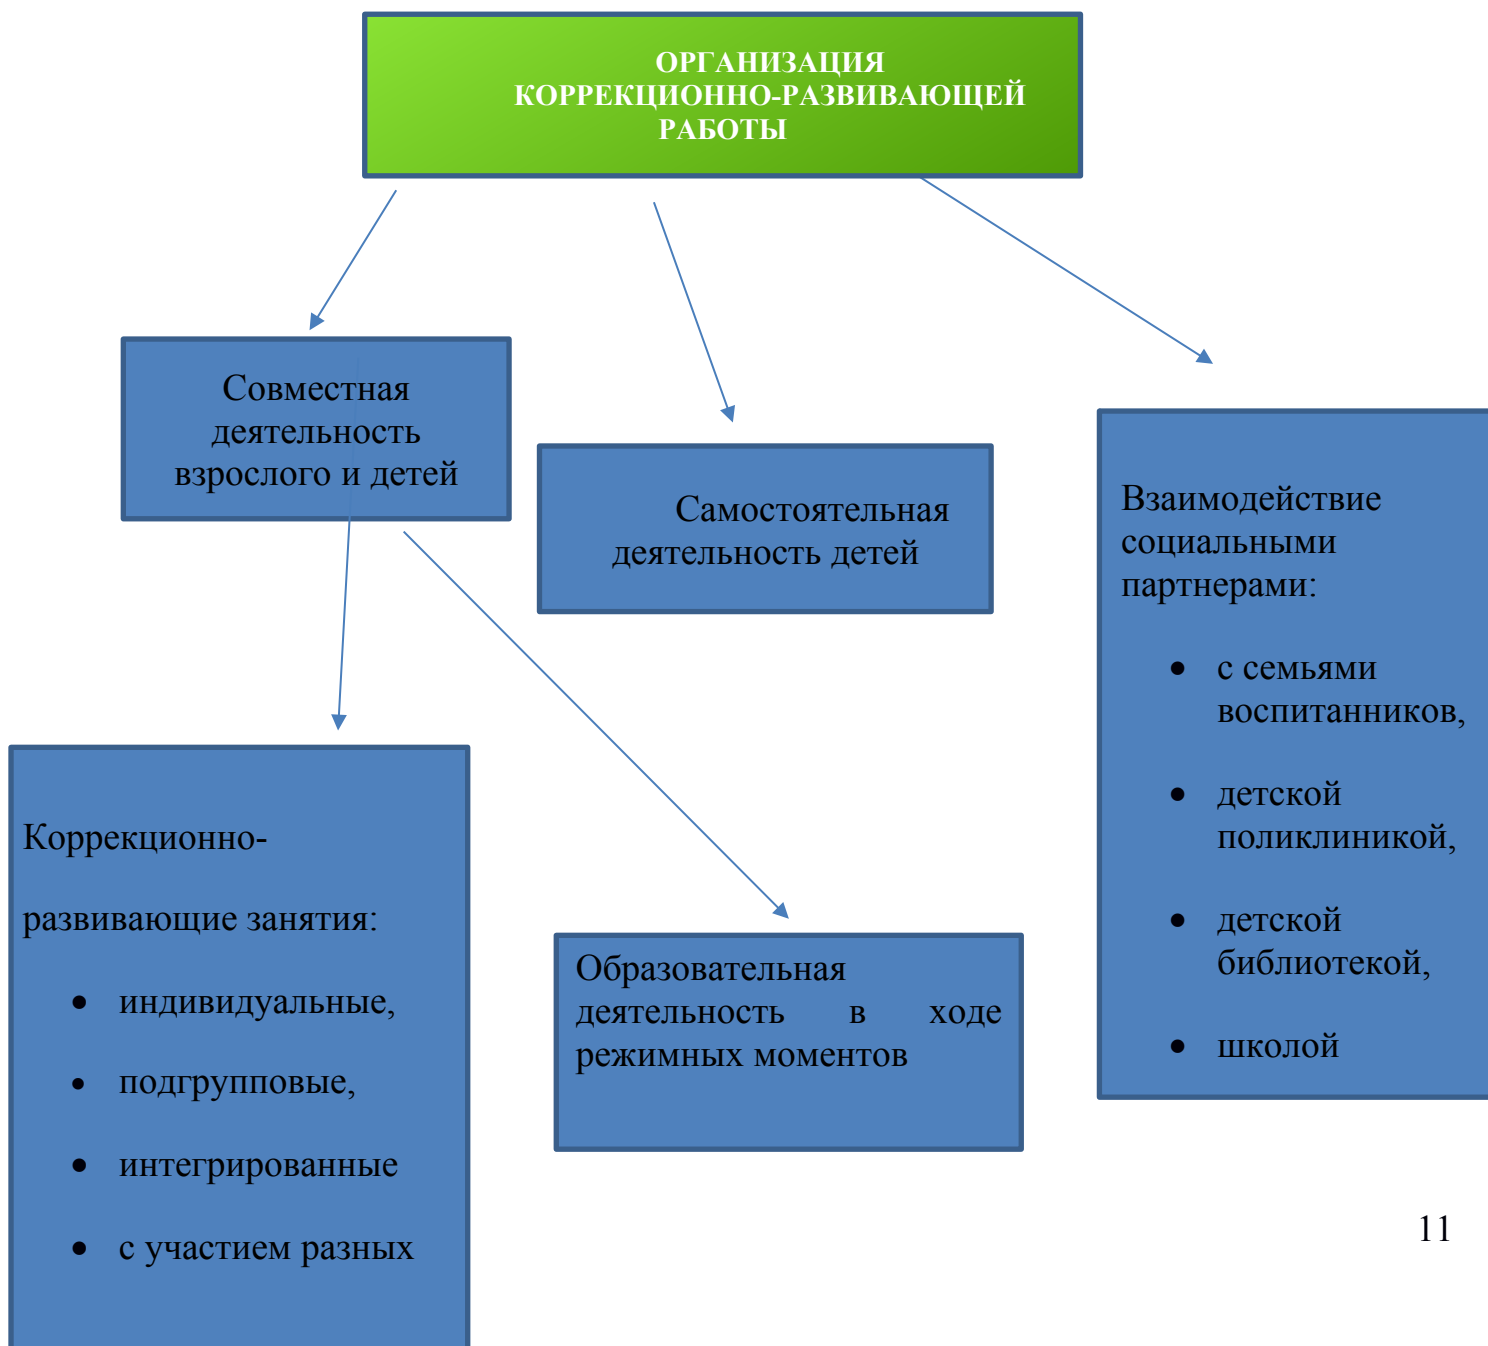 ОРГАНИЗАЦИЯ
КОРРЕКЦИОННО-РАЗВИВАЮЩЕЙ
РАБОТЫ
Совместная
деятельность
взрослого и детей
Самостоятельная
деятельность детей
Взаимодействие
социальными
партнерами:
• с семьями
воспитанников,
• детской
поликлиникой,
• детской
библиотекой,
• школой
Коррекционно-
развивающие занятия:
• индивидуальные,
• подгрупповые,
• интегрированные
• с участием разных
Образовательная
деятельность в ходе
режимных моментов
11